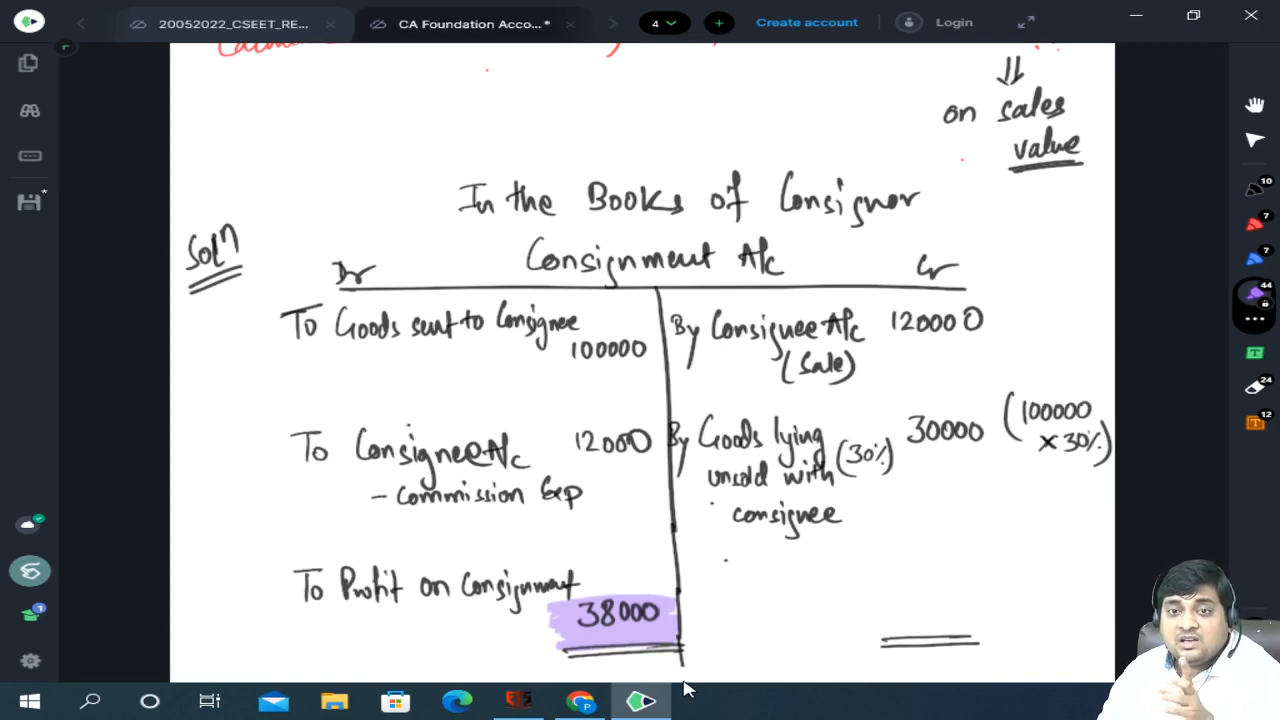 20052022_CSEET_RE...
CA Foundation Acco...*
4
Create account
Login
on sales
value
In the Books of Consignor
Soln
Consignment A/c
Dr
Cr
To Goods sent to Consignee
100000
By Consignee A/c 120000
(Sale)
To Consignee A/c 12000
- Commission Exp
By Goods lying (30%) 30000 (100000 × 30%)
unsold with
consignee
To Profit on Consignment
38000
10
7
7
44
24
12
1